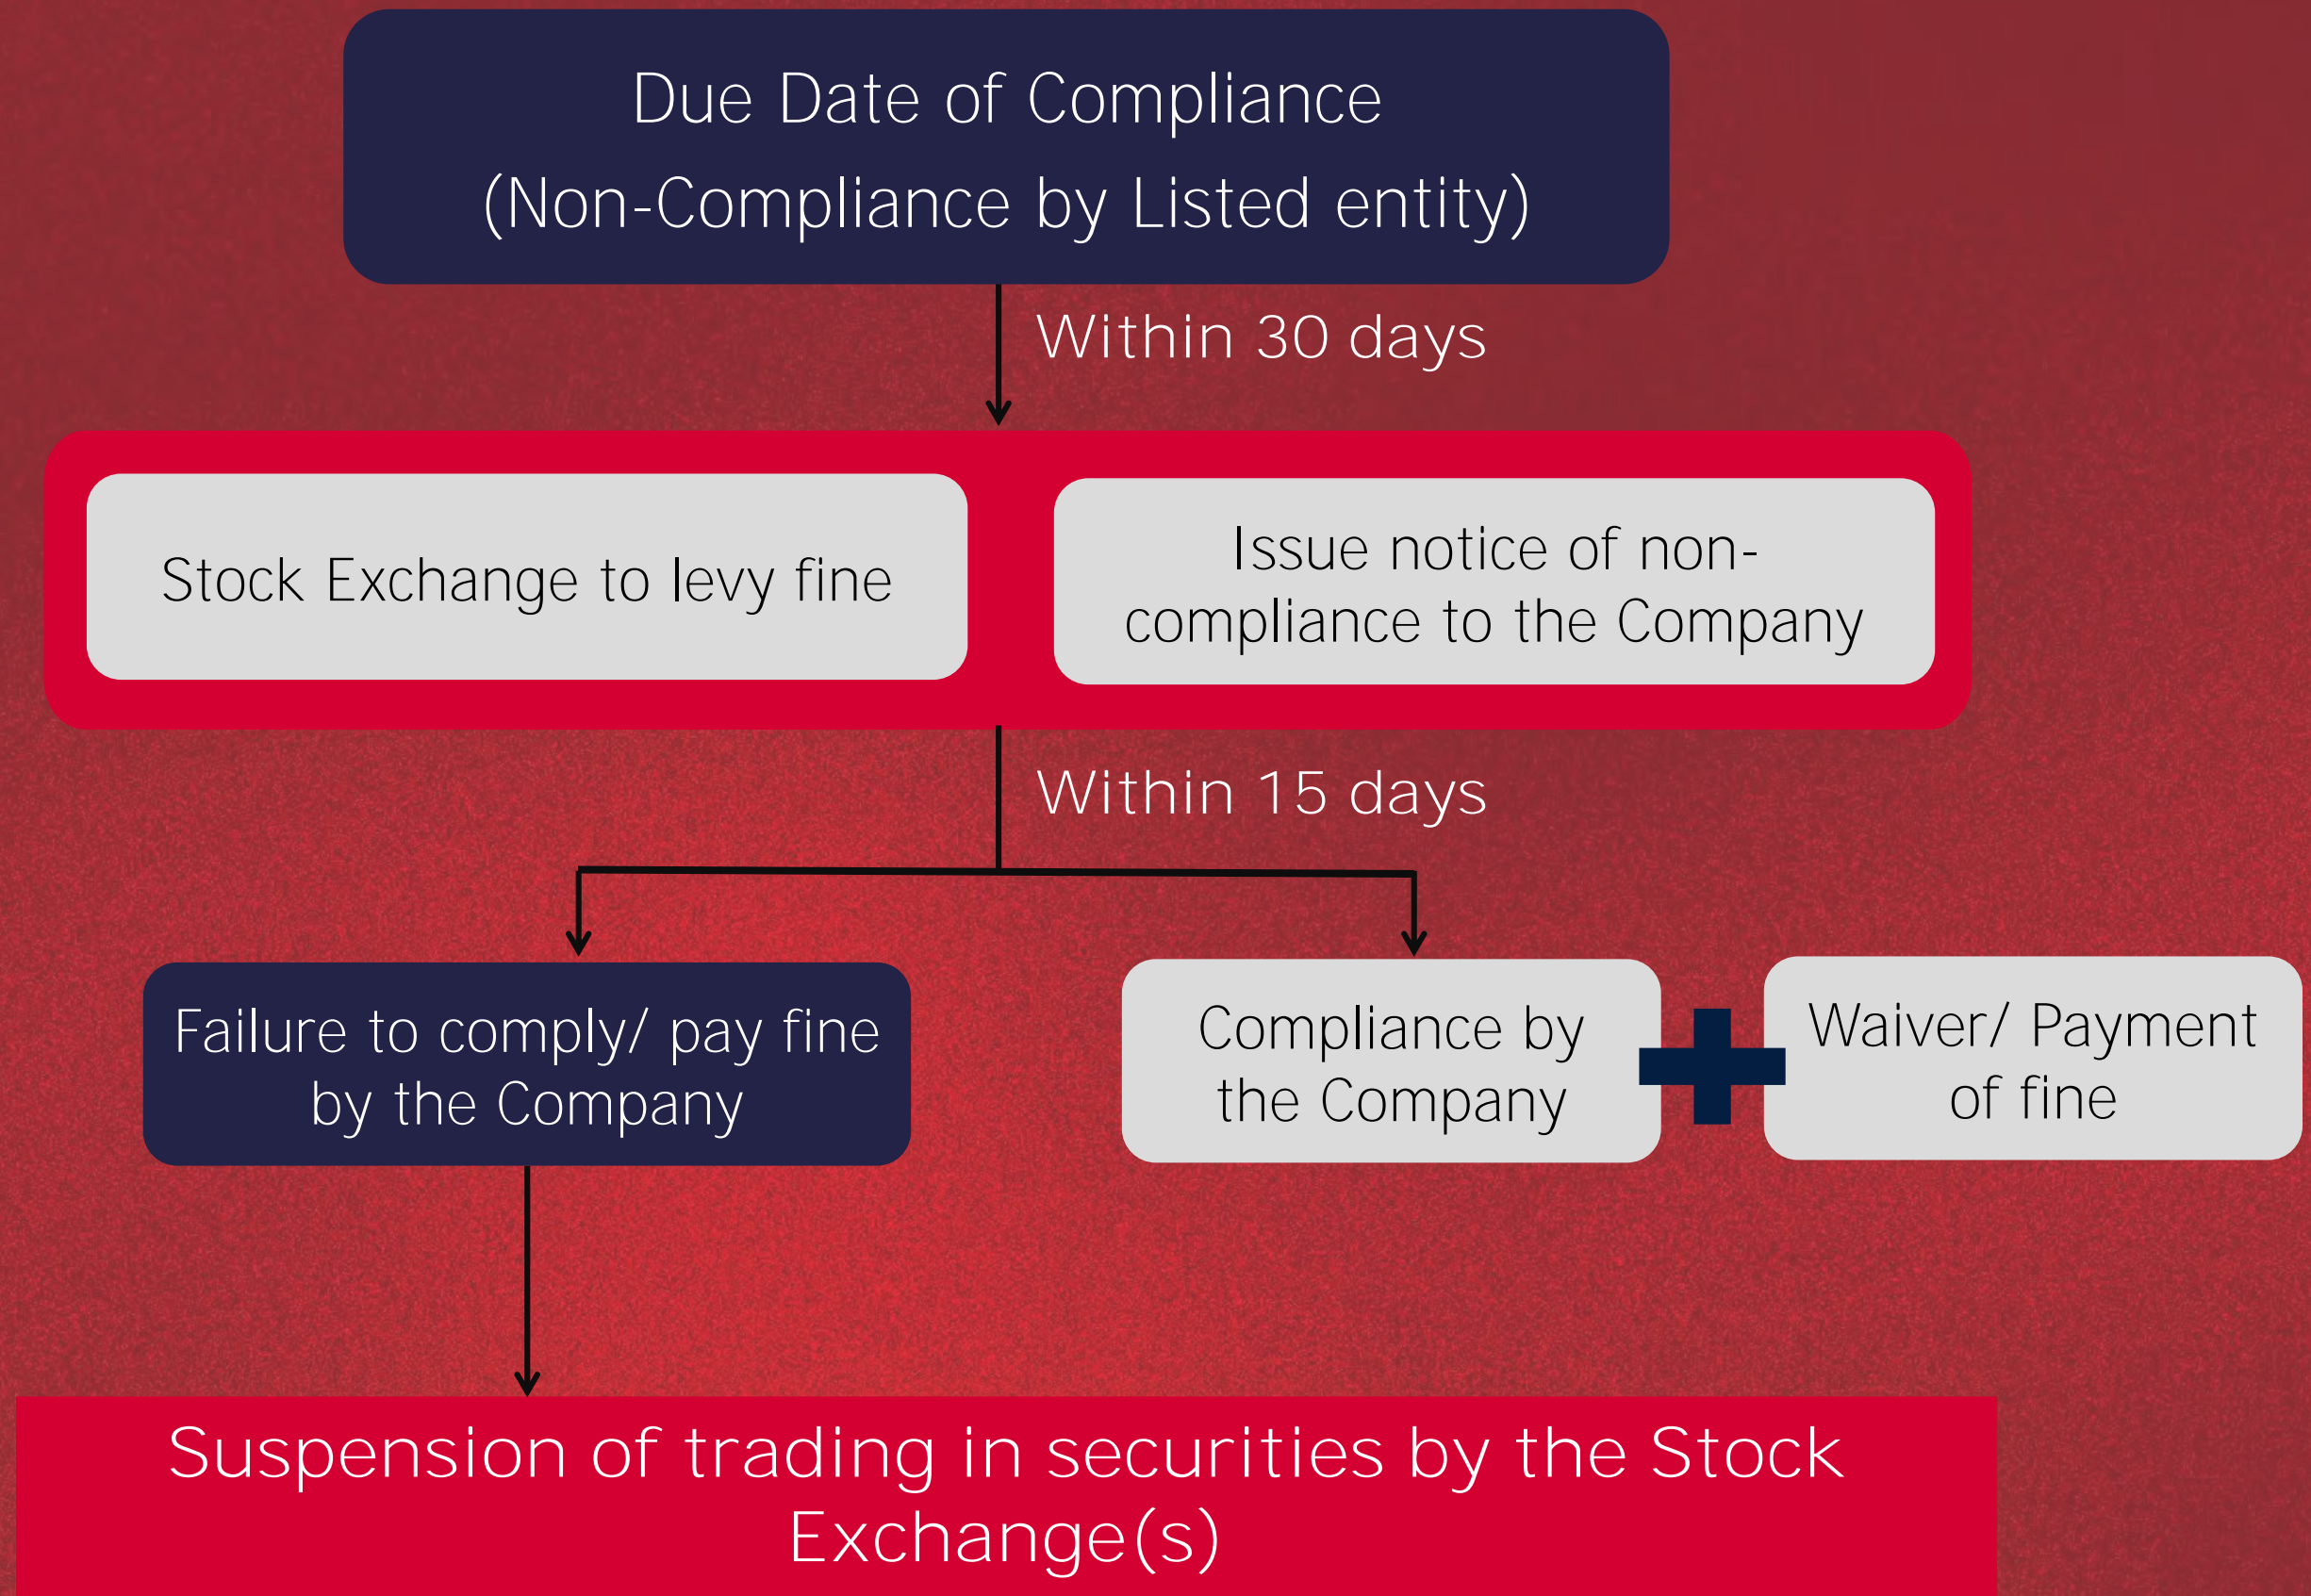 Due Date of Compliance
(Non-Compliance by Listed entity)
Within 30 days
Stock Exchange to levy fine
Issue notice of non-
compliance to the Company
Within 15 days
Failure to comply/ pay fine
by the Company
Compliance by
the Company
Waiver/ Payment
of fine
Suspension of trading in securities by the Stock
Exchange(s)